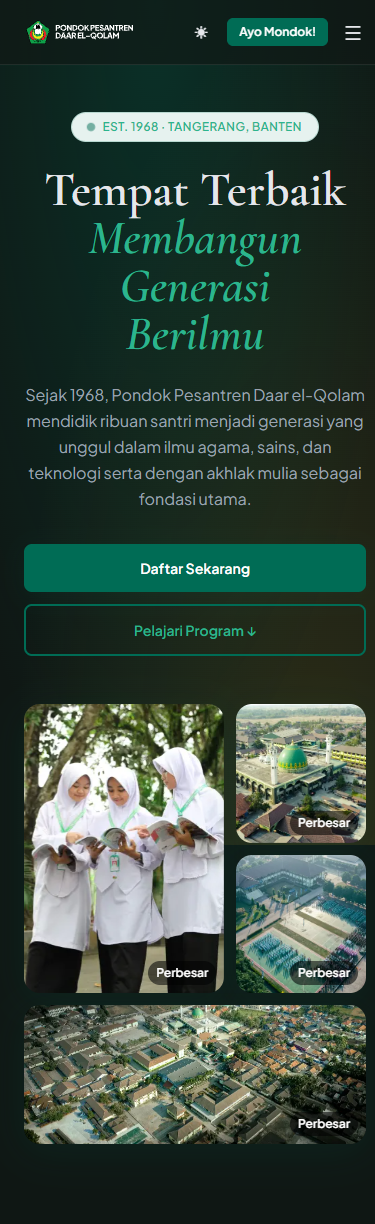 PONDOK PESANTREN
DAAR EL-QOLAM
Ayo Mondok!
EST. 1968 · TANGERANG, BANTEN
Tempat Terbaik
Membangun
Generasi
Berilmu
Sejak 1968, Pondok Pesantren Daar el-Qolam
mendidik ribuan santri menjadi generasi yang
unggul dalam ilmu agama, sains, dan
teknologi serta dengan akhlak mulia sebagai
fondasi utama.
Daftar Sekarang
Pelajari Program ↓
Perbesar
Perbesar
Perbesar
Perbesar